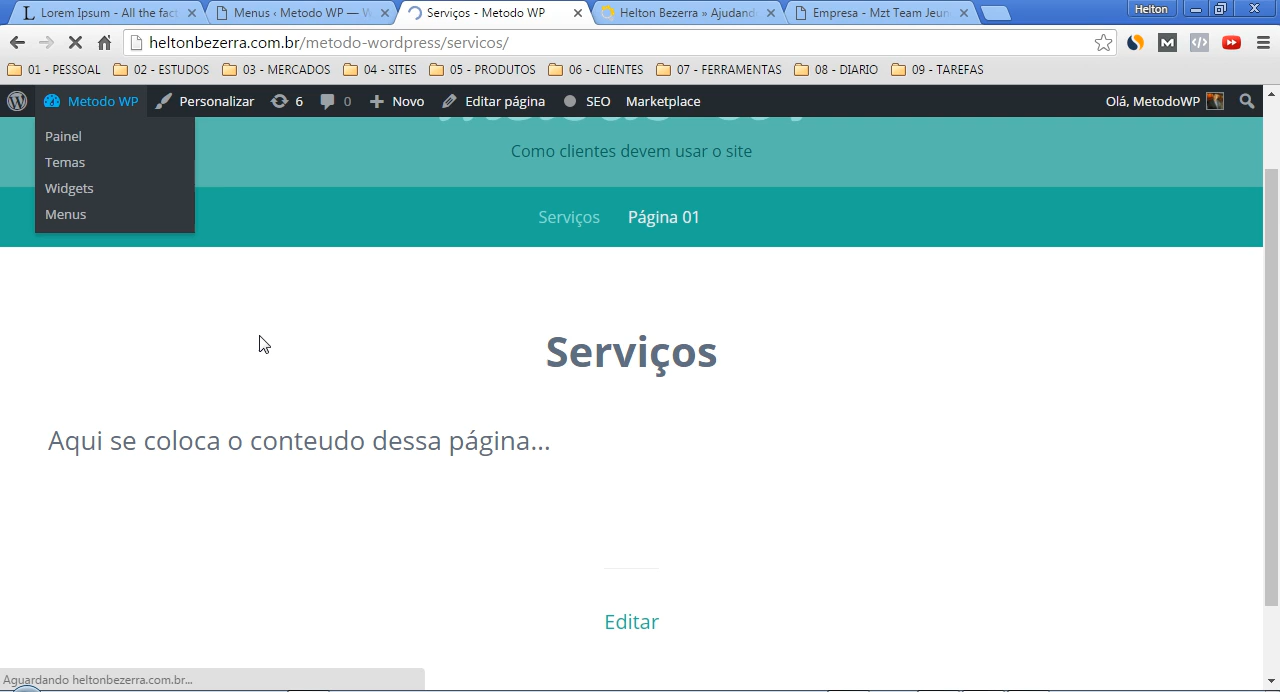 Lorem Ipsum - All the fact
Menus ‹ Metodo WP — W
Serviços - Metodo WP
Helton Bezerra » Ajudand
Empresa - Mzt Team Jeun
Helton
heltonbezerra.com.br/metodo-wordpress/servicos/
01 - PESSOAL 02 - ESTUDOS 03 - MERCADOS 04 - SITES 05 - PRODUTOS 06 - CLIENTES 07 - FERRAMENTAS 08 - DIARIO 09 - TAREFAS
Metodo WP Personalizar 6 0 Novo Editar página SEO Marketplace Olá, MetodoWP
Painel
Temas
Widgets
Menus
Como clientes devem usar o site
Serviços Página 01
Serviços
Aqui se coloca o conteudo dessa página...
Editar
Aguardando heltonbezerra.com.br...